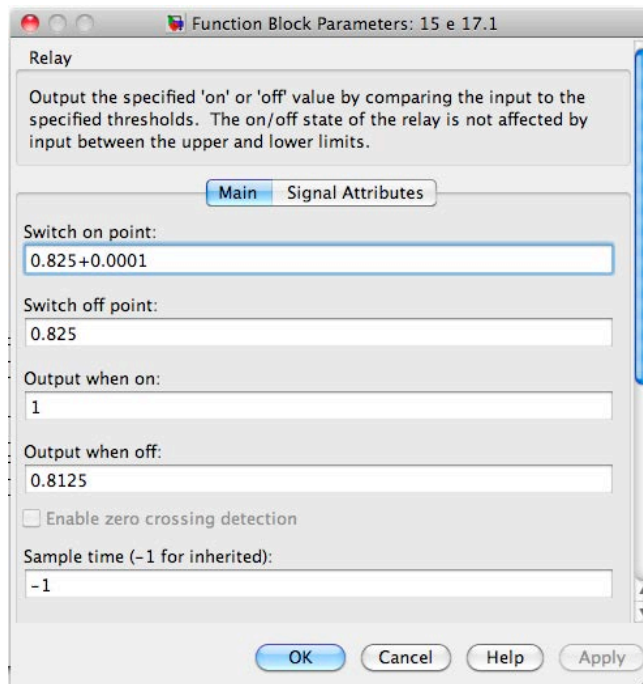 Function Block Parameters: 15 e 17.1
Relay
Output the specified 'on' or 'off' value by comparing the input to the
specified thresholds. The on/off state of the relay is not affected by
input between the upper and lower limits.
Main Signal Attributes
Switch on point:
0.825+0.0001
Switch off point:
0.825
Output when on:
1
Output when off:
0.8125
Enable zero crossing detection
Sample time (-1 for inherited):
-1
OK Cancel Help Apply